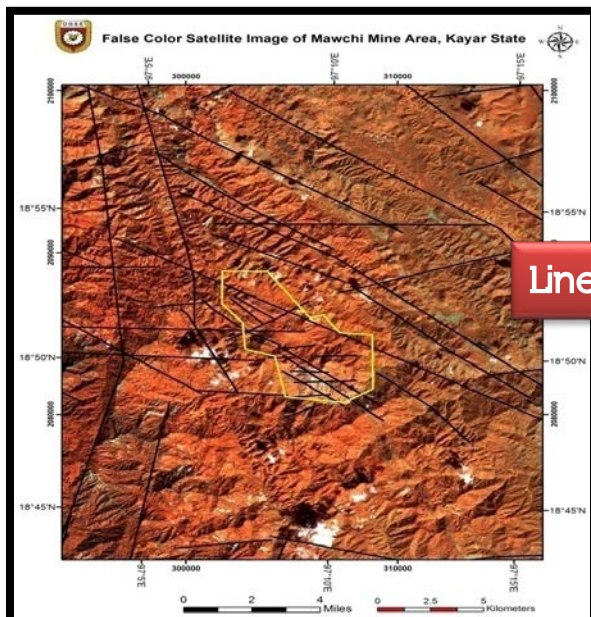 D G S E
False Color Satellite Image of Mawchi Mine Area, Kayar State
W E S
97°5'E 300000 97°10'E 310000 97°15'E
2100000 2100000
18°55'N 18°55'N
2090000
Line
18°50'N 18°50'N
2080000 2080000
18°45'N 18°45'N
97°5'E 300000 97°10'E 310000 97°15'E
0 2 4 Miles
0 2.5 5 Kilometers